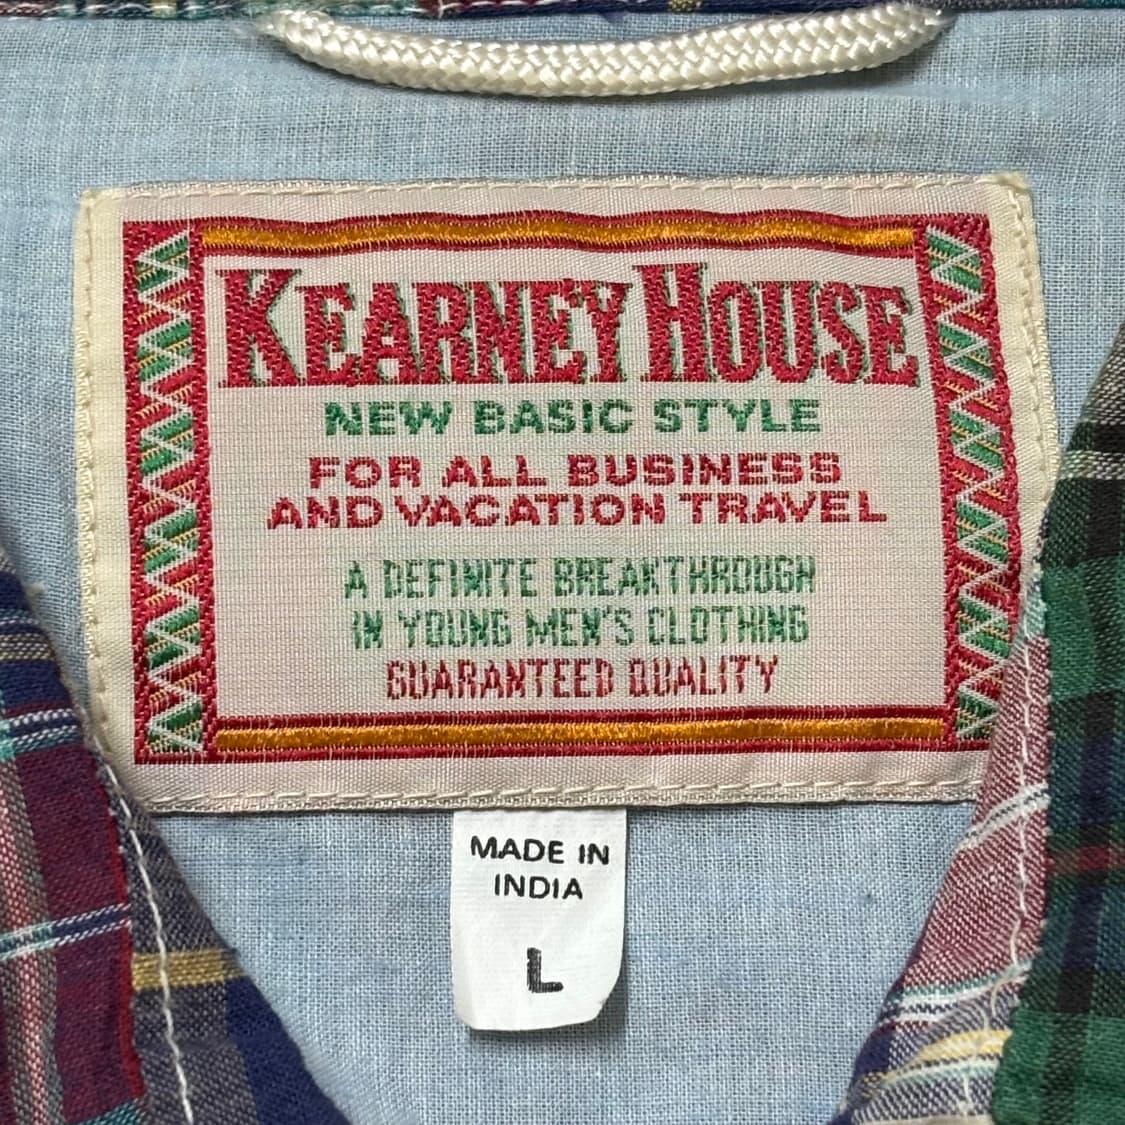 KEARNEY HOUSE
NEW BASIC STYLE
FOR ALL BUSINESS
AND VACATION TRAVEL
A DEFINITE BREAKTHROUGH
IN YOUNG MEN'S CLOTHING
GUARANTEED QUALITY
MADE IN
INDIA
L